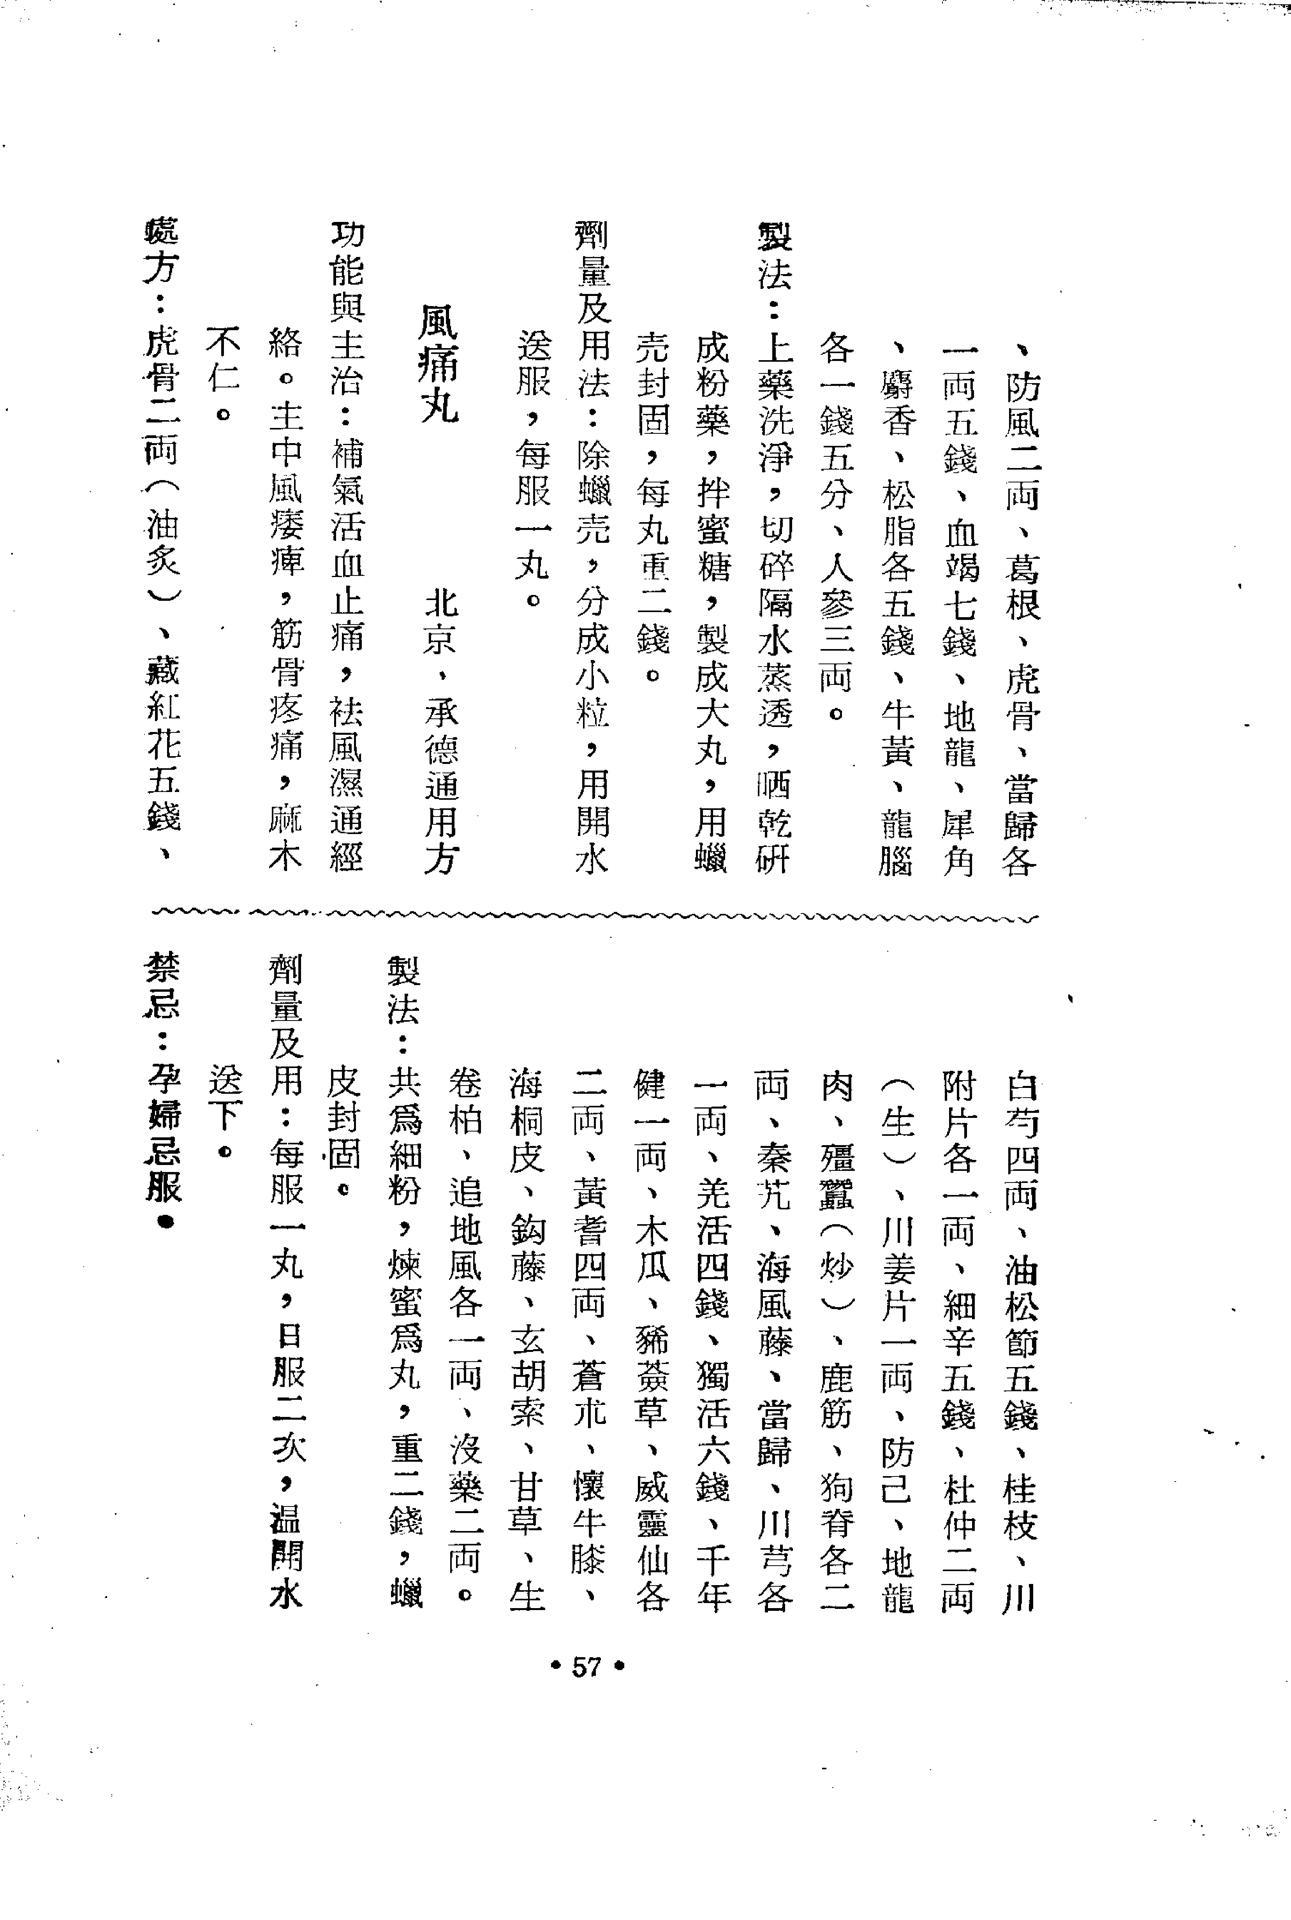 、防風二両、葛根、虎骨、當歸各
一両五錢、血竭七錢、地龍、犀角
、麝香、松脂各五錢、牛黃、龍腦
各一錢五分、人參三両。
製法：上藥洗淨，切碎隔水蒸透，晒乾硏
成粉藥，拌蜜糖，製成大丸，用蠟
壳封固，每丸重二錢。
劑量及用法：除蠟壳，分成小粒，用開水
送服，每服一丸。
風痛丸　北京、承德通用方
功能與主治：補氣活血止痛，袪風濕通經
絡。主中風痿痺，筋骨疼痛，麻木
不仁。
處方：虎骨二両（油炙）、藏紅花五錢、
白芍四両、油松節五錢、桂枝、川
附片各一両、細辛五錢、杜仲二両
（生）、川姜片一両、防己、地龍
肉、殭蠶（炒）、鹿筋、狗脊各二
両、秦艽、海風藤、當歸、川芎各
一両、羌活四錢、獨活六錢、千年
健一両、木瓜、豨薟草、威靈仙各
二両、黃耆四両、蒼朮、懷牛膝、
海桐皮、鈎藤、玄胡索、甘草、生
卷柏、追地風各一両、沒藥二両。
製法：共爲細粉，煉蜜爲丸，重二錢，蠟
皮封固。
劑量及用：每服一丸，日服二次，温開水
送下。
禁忌：孕婦忌服•
• 57 •